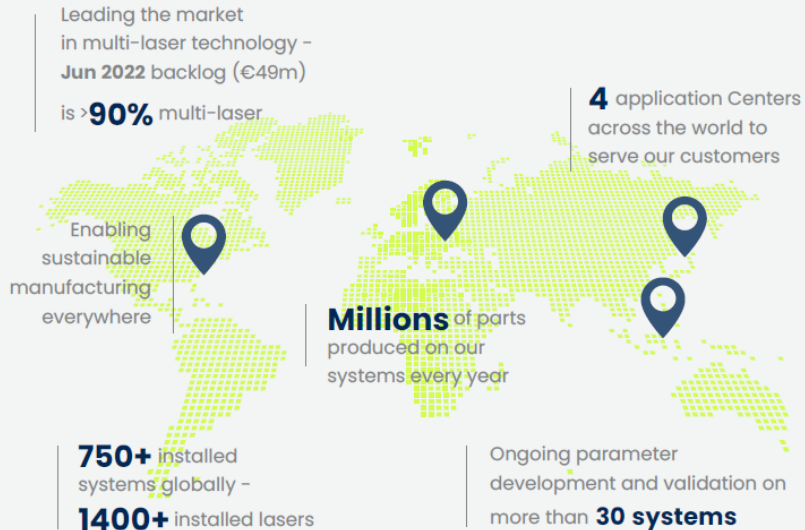 Leading the market
in multi-laser technology -
Jun 2022 backlog (€49m)
is >90% multi-laser
4 application Centers
across the world to
serve our customers
Enabling
sustainable
manufacturing
everywhere
Millions of parts
produced on our
systems every year
750+ installed
systems globally -
1400+ installed lasers
Ongoing parameter
development and validation on
more than 30 systems